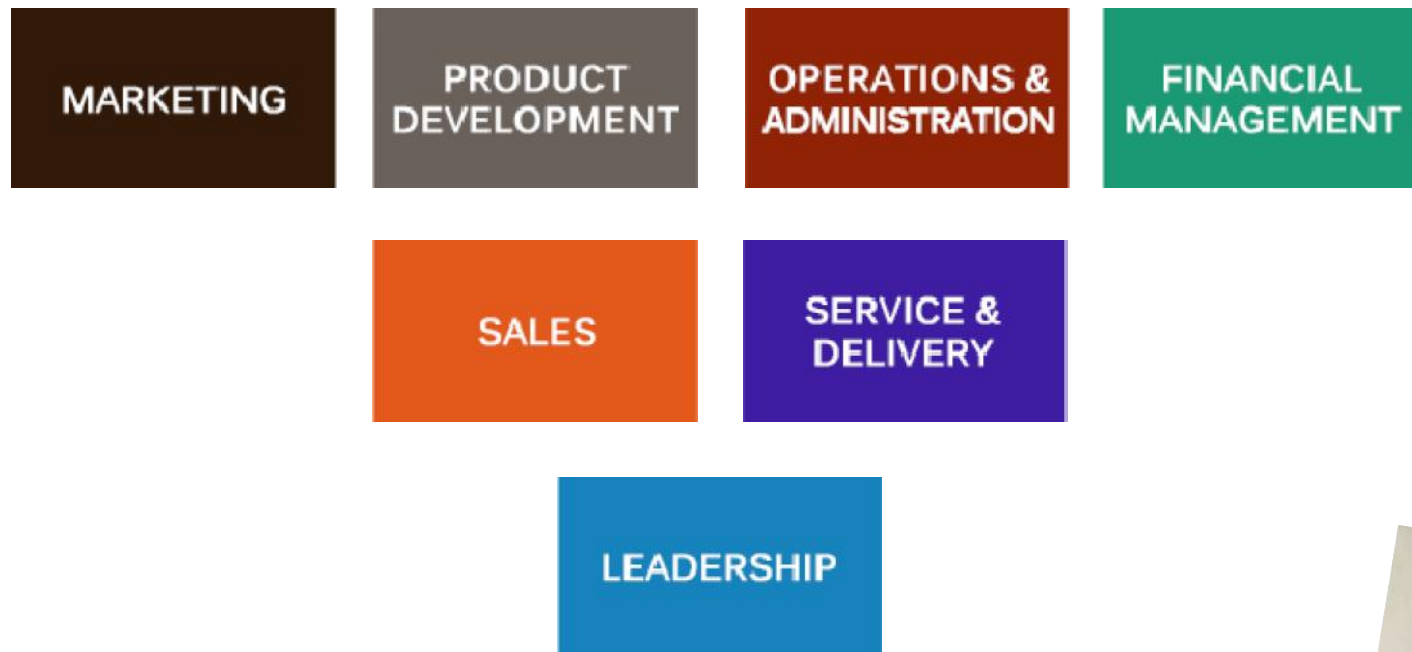 MARKETING
PRODUCT
DEVELOPMENT
OPERATIONS &
ADMINISTRATION
FINANCIAL
MANAGEMENT
SALES
SERVICE &
DELIVERY
LEADERSHIP